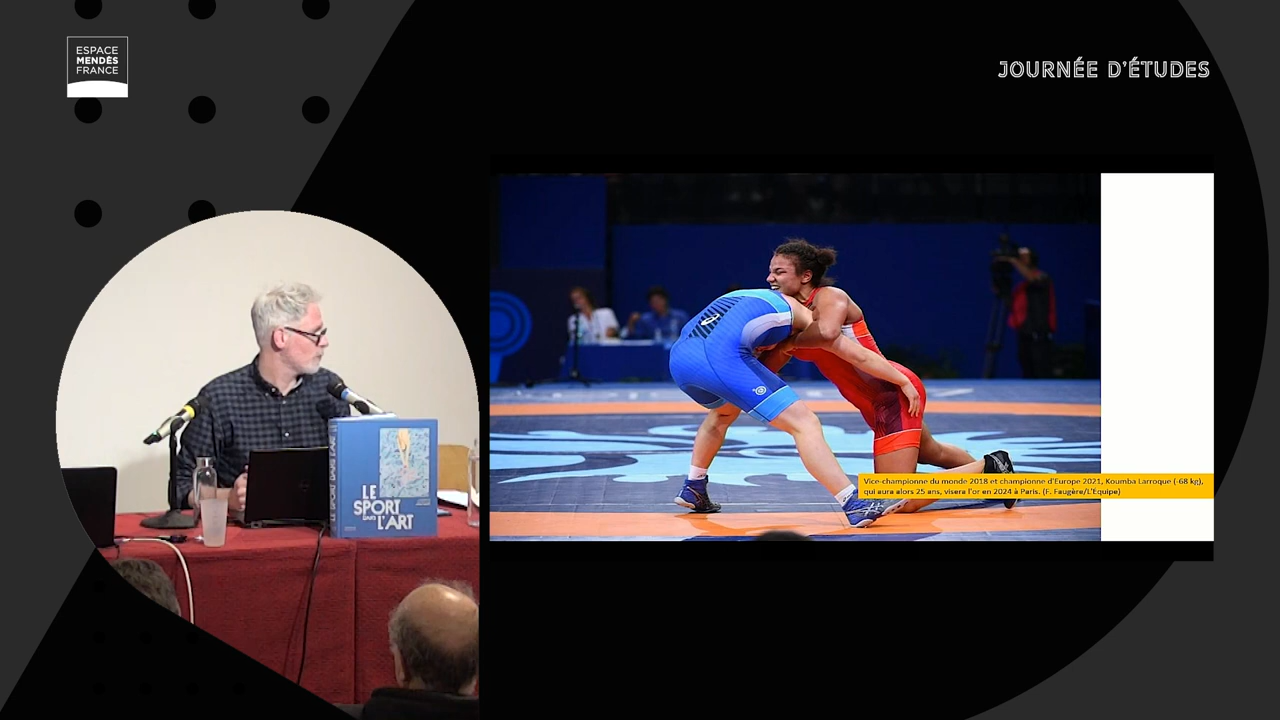 ESPACE
MENDÈS
FRANCE
JOURNÉE D'ÉTUDES
LE
SPORT
DANS
L'ART
Vice-championne du monde 2018 et championne d'Europe 2021, Koumba Larroque (-68 kg),
qui aura alors 25 ans, visera l'or en 2024 à Paris. (F. Faugère/L'Équipe)